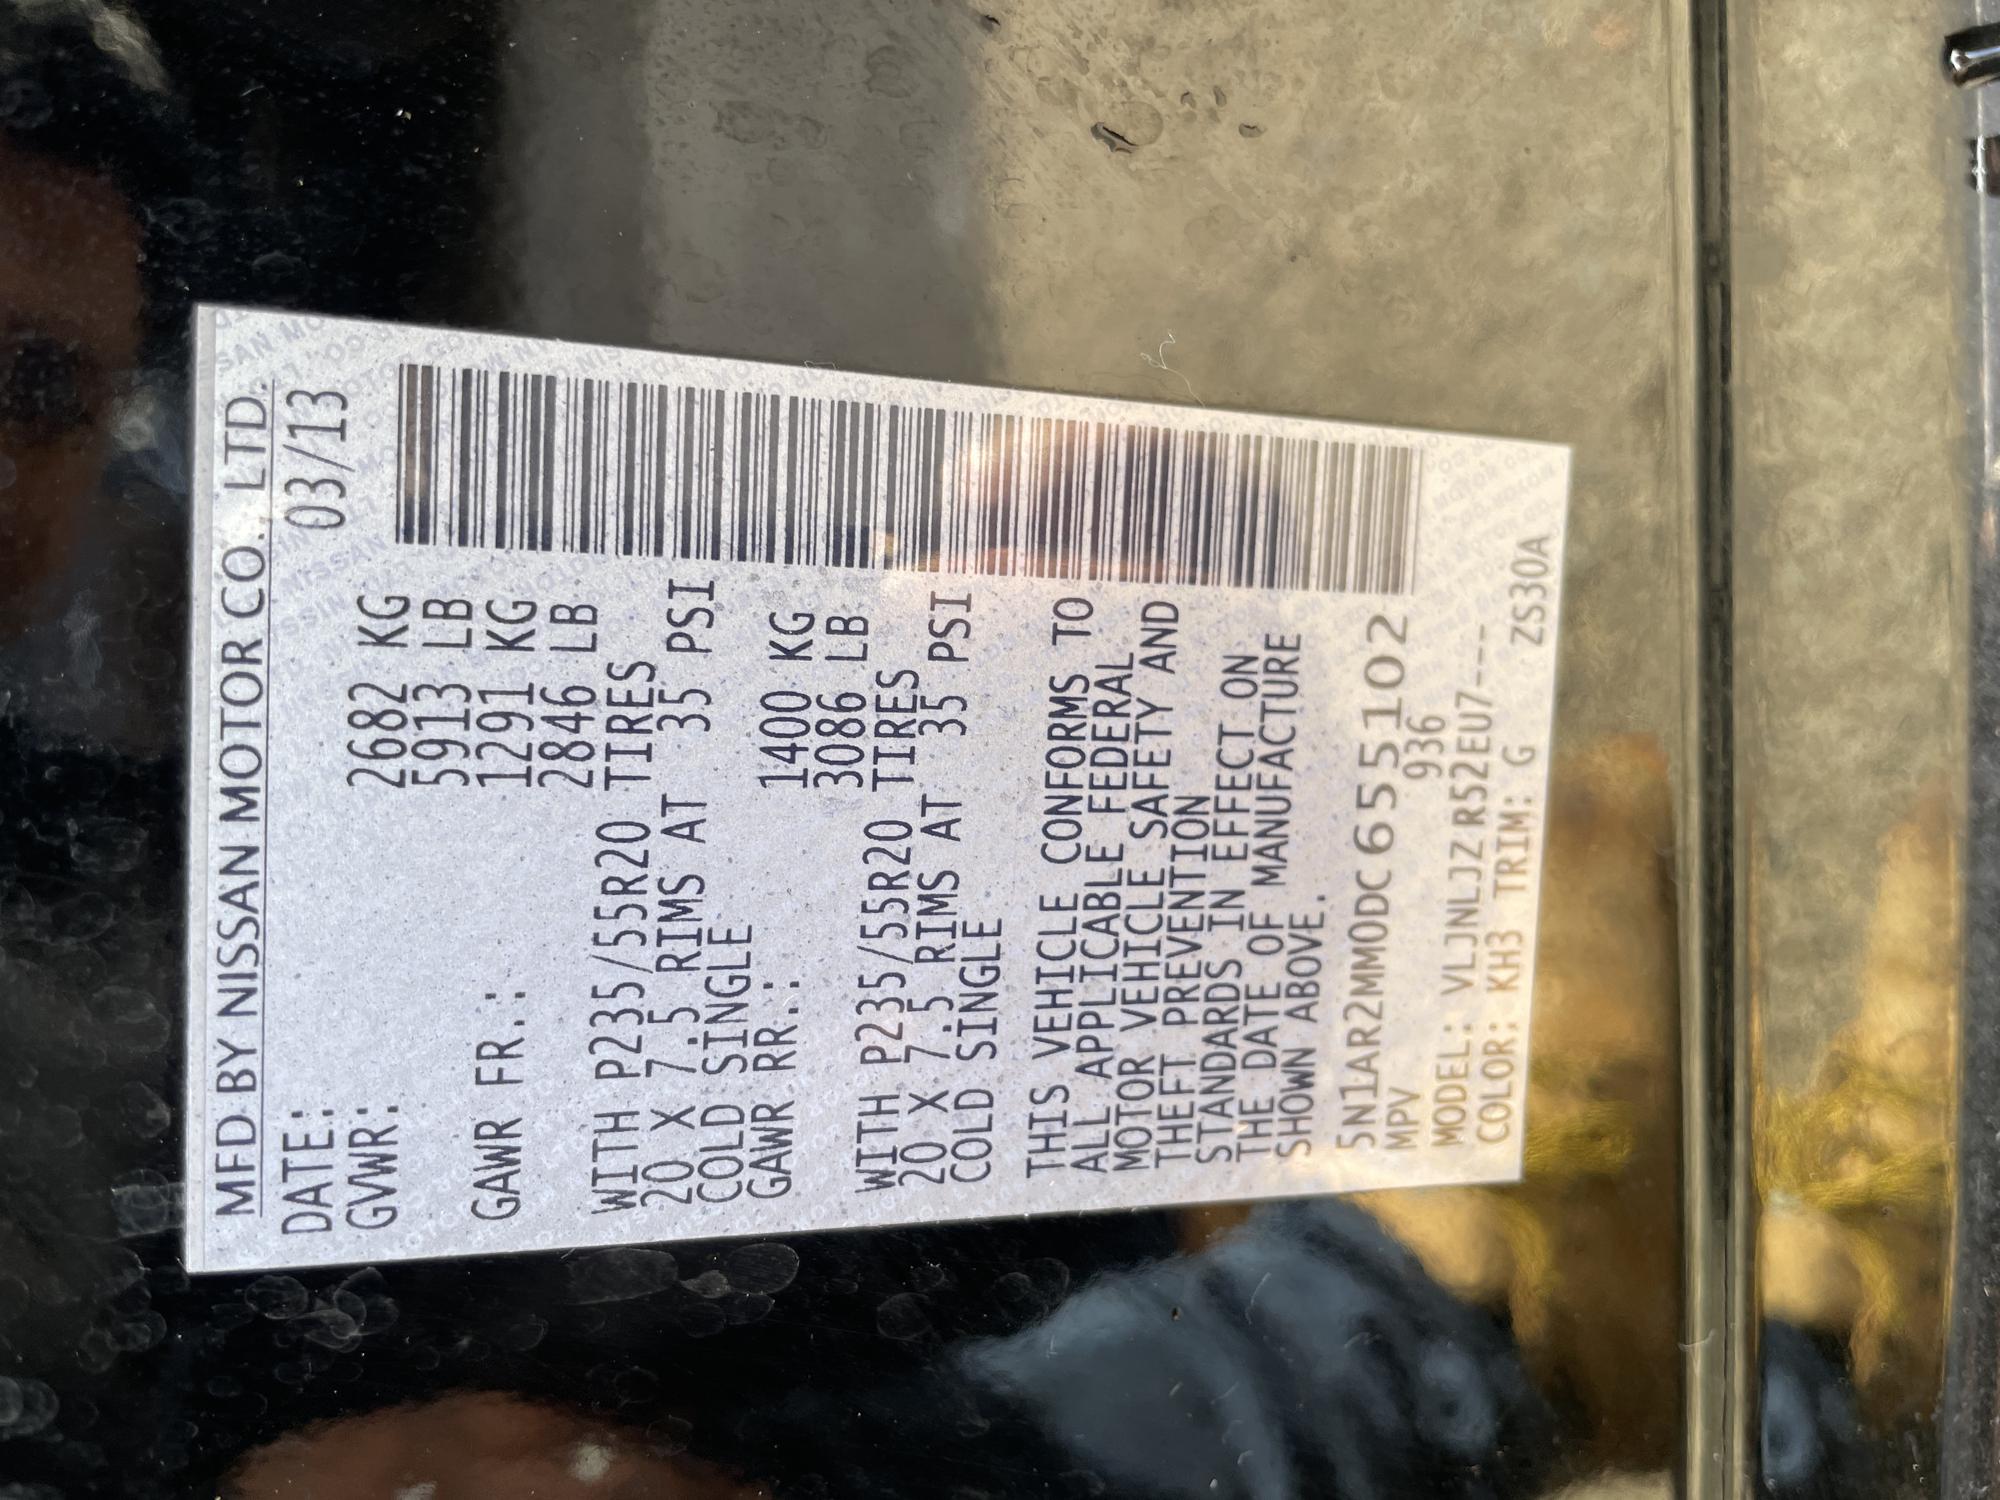 MFD BY NISSAN MOTOR CO., LTD.
DATE: 03/13
GVWR: 2682 KG
5913 LB
GAWR FR.: 1291 KG
2846 LB
WITH P235/55R20 TIRES
20 X 7.5 RIMS AT 35 PSI
COLD SINGLE
GAWR RR.: 1400 KG
3086 LB
WITH P235/55R20 TIRES
20 X 7.5 RIMS AT 35 PSI
COLD SINGLE
THIS VEHICLE CONFORMS TO
ALL APPLICABLE FEDERAL
MOTOR VEHICLE SAFETY AND
THEFT PREVENTION
STANDARDS IN EFFECT ON
THE DATE OF MANUFACTURE
SHOWN ABOVE.
5N1AR2MM0DC655102
MPV 936
MODEL: VLJNLJZR52EU7----
COLOR: KH3 TRIM: G ZS30A